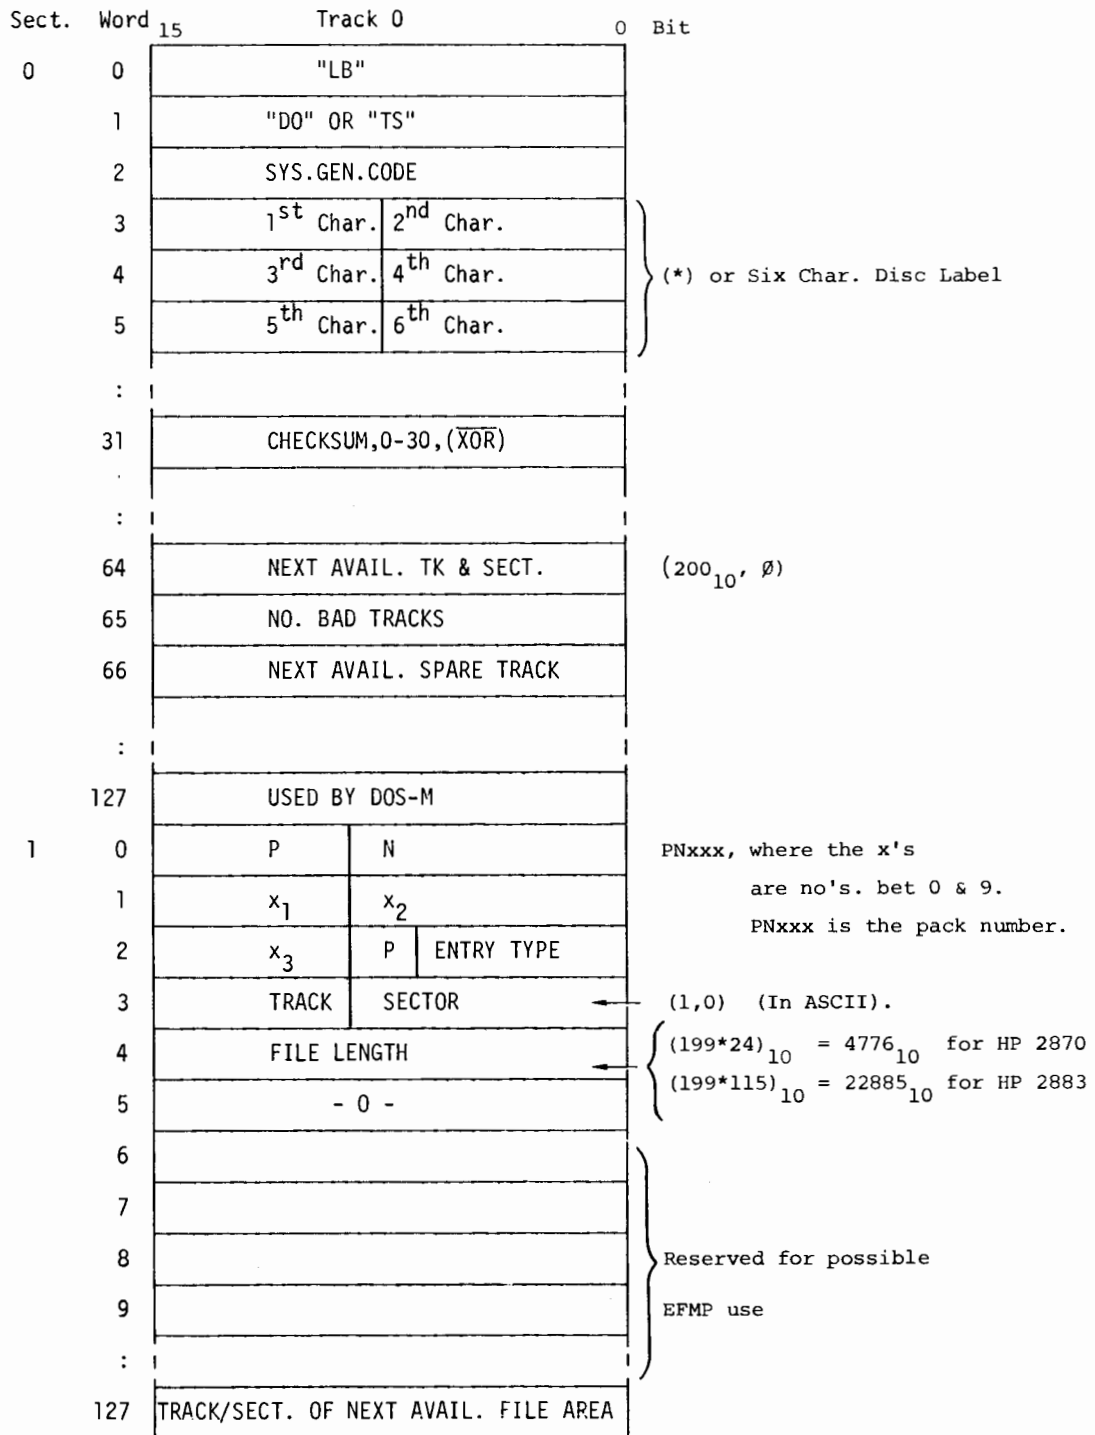 Sect. Word 15 Track 0 0 Bit
0 0 "LB"
1 "DO" OR "TS"
2 SYS.GEN.CODE
3 1st Char. 2nd Char.
4 3rd Char. 4th Char. (*) or Six Char. Disc Label
5 5th Char. 6th Char.
:
31 CHECKSUM,0-30,(X̅O̅R̅)
:
64 NEXT AVAIL. TK & SECT. (200₁₀, Ø)
65 NO. BAD TRACKS
66 NEXT AVAIL. SPARE TRACK
:
127 USED BY DOS-M
1 0 P N PNxxx, where the x's
are no's. bet 0 & 9.
1 x₁ x₂
PNxxx is the pack number.
2 x₃ P ENTRY TYPE
3 TRACK SECTOR (1,0) (In ASCII).
4 FILE LENGTH (199*24)₁₀ = 4776₁₀ for HP 2870
(199*115)₁₀ = 22885₁₀ for HP 2883
5 - 0 -
6
7
8 Reserved for possible
9 EFMP use
:
127 TRACK/SECT. OF NEXT AVAIL. FILE AREA